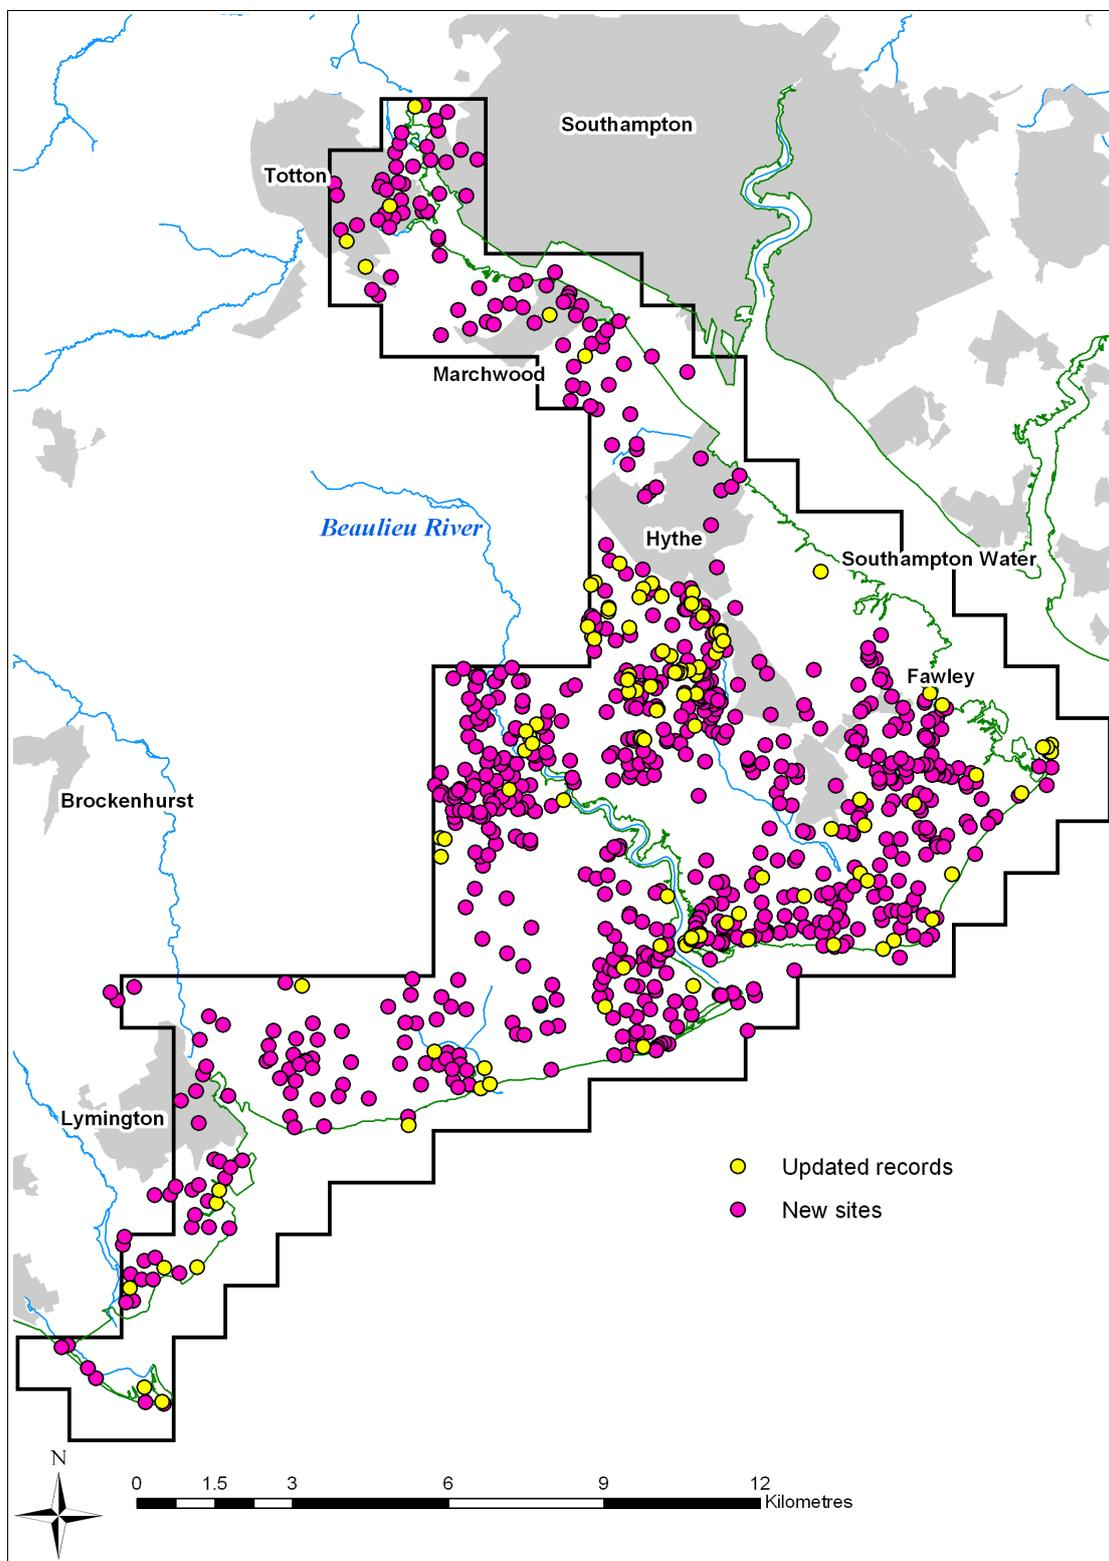 Southampton
Totton
Marchwood
Beaulieu River
Hythe
Southampton Water
Fawley
Brockenhurst
Lymington
Updated records
New sites
N
0 1.5 3 6 9 12
Kilometres